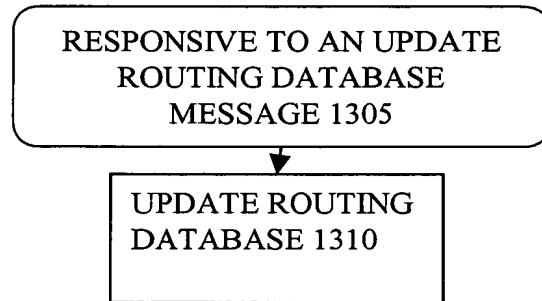 RESPONSIVE TO AN UPDATE
ROUTING DATABASE
MESSAGE 1305
UPDATE ROUTING
DATABASE 1310